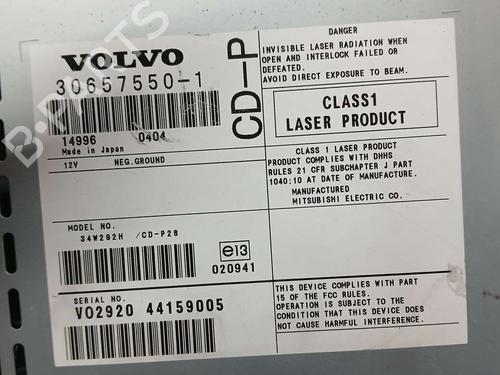 VOLVO
30657550-1
14996 0404
Made in Japan
12V NEG.GROUND
MODEL NO.
34W292H /CD-P28
e13
020941
SERIAL NO.
VO2920 44159005
CD-P
DANGER
INVISIBLE LASER RADIATION WHEN
OPEN AND INTERLOCK FAILED OR
DEFEATED.
AVOID DIRECT EXPOSURE TO BEAM.
CLASS1
LASER PRODUCT
CLASS 1 LASER PRODUCT
PRODUCT COMPLIES WITH DHHS
RULES 21 CFR SUBCHAPTER J PART
1040:10 AT DATE OF MANUFACTURE.
MANUFACTURED
MITSUBISHI ELECTRIC CO.
THIS DEVICE COMPLIES WITH PART
15 OF THE FCC RULES.
OPERATION IS SUBJECT TO THE
CONDITION THAT THIS DEVICE DOES
NOT CAUSE HARMFUL INTERFERENCE.
B-PARTS